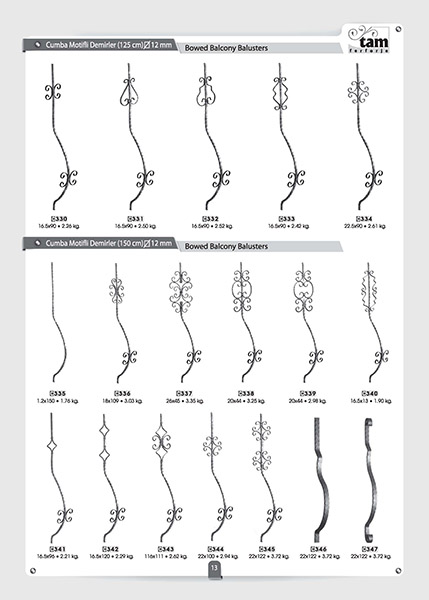 Cumba Motifli Demirler (125 cm) ⌀ 12 mm Bowed Balcony Balusters
tam
ferforje
330 331 332 333 334
16.5x90 • 2.26 kg. 16.5x90 • 2.50 kg. 16.5x90 • 2.52 kg. 16.5x90 • 2.42 kg. 22.5x90 • 2.61 kg.
Cumba Motifli Demirler (150 cm) ⌀ 12 mm Bowed Balcony Balusters
335 336 337 338 339 340
1.2x150 • 1.76 kg. 18x109 • 3.03 kg. 26x45 • 3.35 kg. 20x44 • 3.25 kg. 20x44 • 2.98 kg. 16.5x13 • 1.90 kg.
341 342 343 344 345 346 347
16.5x96 • 2.21 kg. 16.5x120 • 2.29 kg. 116x111 • 2.62 kg. 22x100 • 2.94 kg. 22x122 • 3.72 kg. 22x122 • 3.72 kg. 22x122 • 3.72 kg.
13